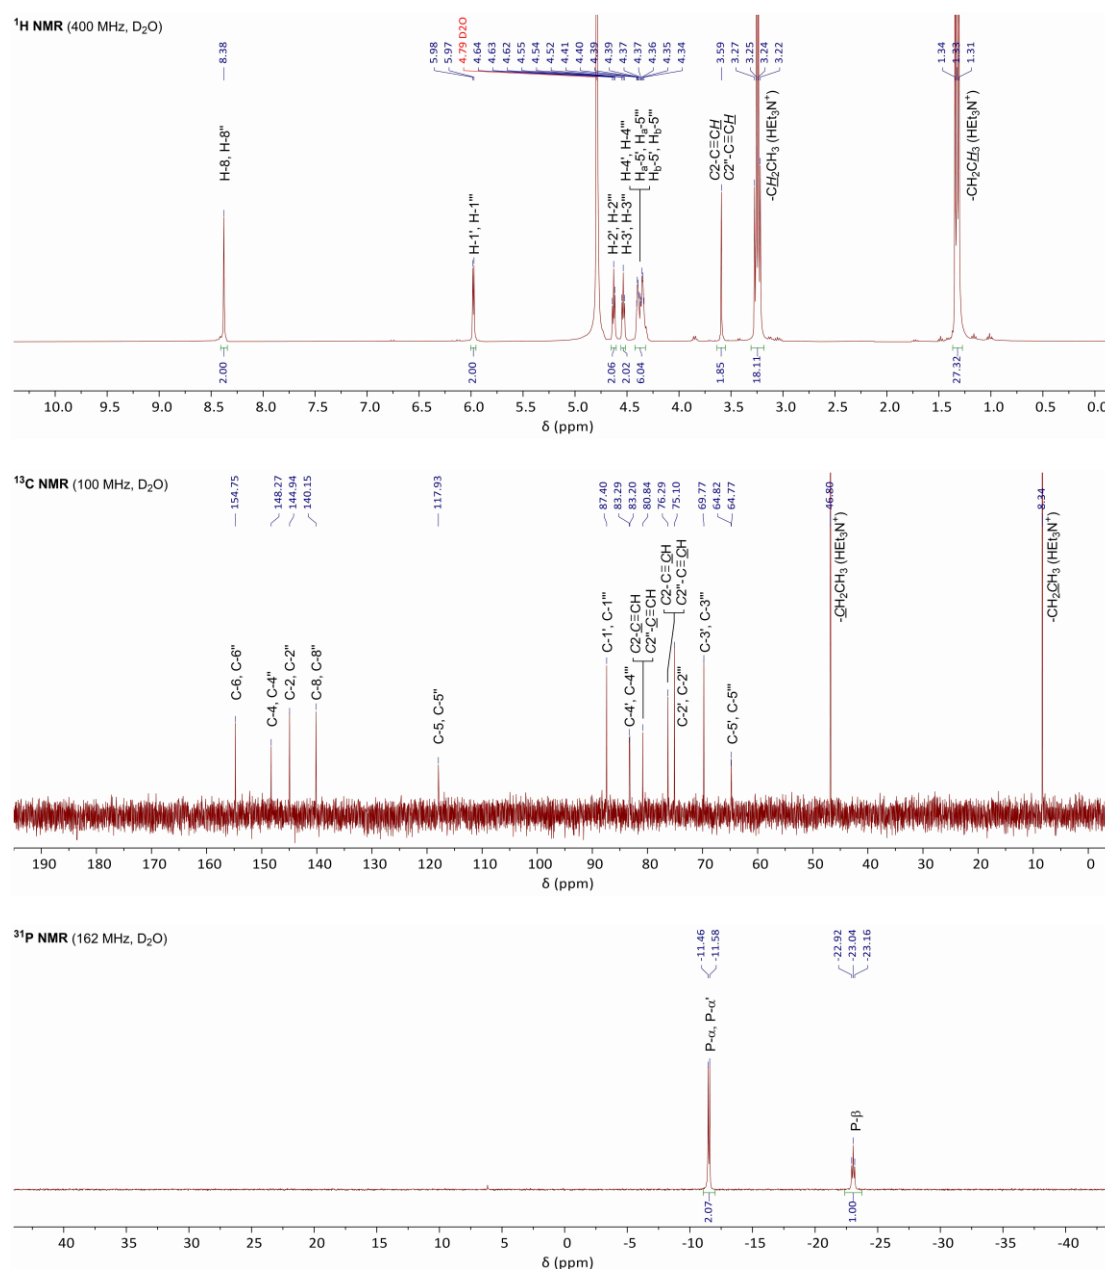 ¹H NMR (400 MHz, D₂O)
8.38
5.98
5.97
4.79 D2O
4.64
4.63
4.62
4.55
4.54
4.52
4.41
4.40
4.39
4.39
4.37
4.37
4.36
4.35
4.34
3.59
3.27
3.25
3.24
3.22
1.34
1.33
1.31
H-8, H-8"
H-1', H-1'''
H-2', H-2'''
H-3', H-3'''
H-4', H-4'''
Hₐ-5', Hₐ-5'''
H_b-5', H_b-5'''
C2-C≡CH
C2"-C≡CH
-CH₂CH₃ (HEt₃N⁺)
-CH₂CH₃ (HEt₃N⁺)
2.00
2.00
2.06
2.02
6.04
1.85
18.11
27.32
10.0 9.5 9.0 8.5 8.0 7.5 7.0 6.5 6.0 5.5 5.0 4.5 4.0 3.5 3.0 2.5 2.0 1.5 1.0 0.5 0.0
δ (ppm)
¹³C NMR (100 MHz, D₂O)
154.75
148.27
144.94
140.15
117.93
87.40
83.29
83.20
80.84
76.29
75.10
69.77
64.82
64.77
46.80
8.34
C-6, C-6"
C-4, C-4"
C-2, C-2"
C-8, C-8"
C-5, C-5"
C-1', C-1'''
C-4', C-4'''
C2-C≡CH
C2"-C≡CH
C2-C≡CH
C2"-C≡CH
C-2', C-2'''
C-3', C-3'''
C-5', C-5'''
-CH₂CH₃ (HEt₃N⁺)
-CH₂CH₃ (HEt₃N⁺)
190 180 170 160 150 140 130 120 110 100 90 80 70 60 50 40 30 20 10 0
δ (ppm)
³¹P NMR (162 MHz, D₂O)
-11.46
-11.58
-22.92
-23.04
-23.16
P-α, P-α'
P-β
2.07
1.00
40 35 30 25 20 15 10 5 0 -5 -10 -15 -20 -25 -30 -35 -40
δ (ppm)